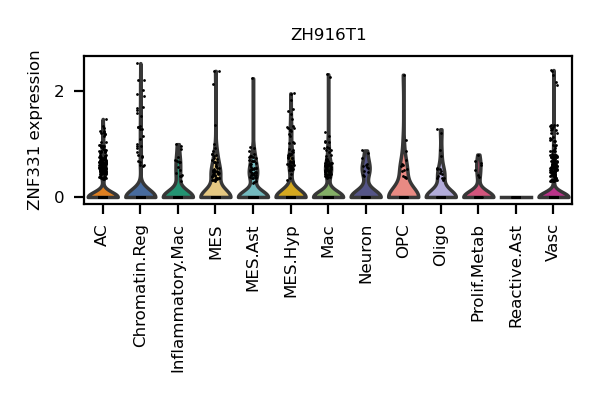 ZH916T1
ZNF331 expression
2
0
AC
Chromatin.Reg
Inflammatory.Mac
MES
MES.Ast
MES.Hyp
Mac
Neuron
OPC
Oligo
Prolif.Metab
Reactive.Ast
Vasc